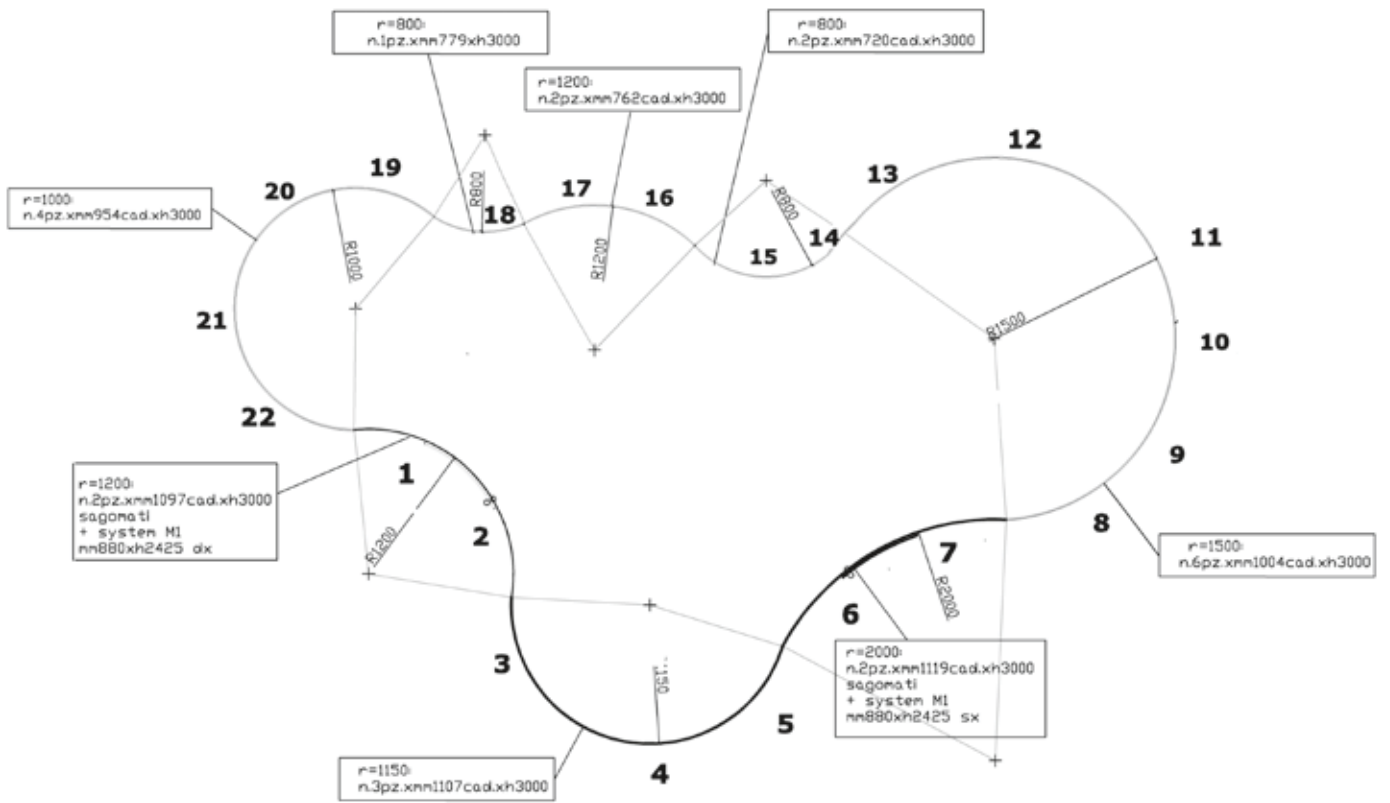 r=800:
n.1pz.xmm779xh3000
r=1200:
n.2pz.xmm762cad.xh3000
r=800:
n.2pz.xmm720cad.xh3000
12
13
19
20
17
16
18
R800
R800
14
15
11
r=1000:
n.4pz.xmm954cad.xh3000
R1000
R1200
21
R1500
10
22
1
2
9
8
r=1200:
n.2pz.xmm1097cad.xh3000
sagomati
+ system M1
mm880xh2425 dx
R1200
7
6
R2000
r=1500:
n.6pz.xmm1004cad.xh3000
3
r=2000:
n.2pz.xmm1119cad.xh3000
sagomati
+ system M1
mm880xh2425 sx
5
4
r=1150:
n.3pz.xmm1107cad.xh3000